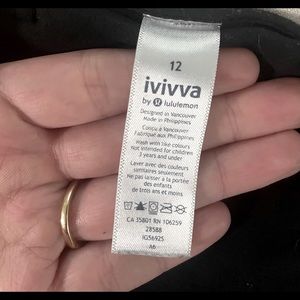 12
ivivva
by lululemon
Designed in Vancouver
Made in Philippines
Conçu à Vancouver
Fabriqué aux Philippines
Wash with like colours
Not intended for children
3 years and under
Laver avec des couleurs
similaires seulement
Ne pas laisser à la portée
des enfants
de trois ans et moins
CA 35801 RN 106259
28588
IG5692S
A6